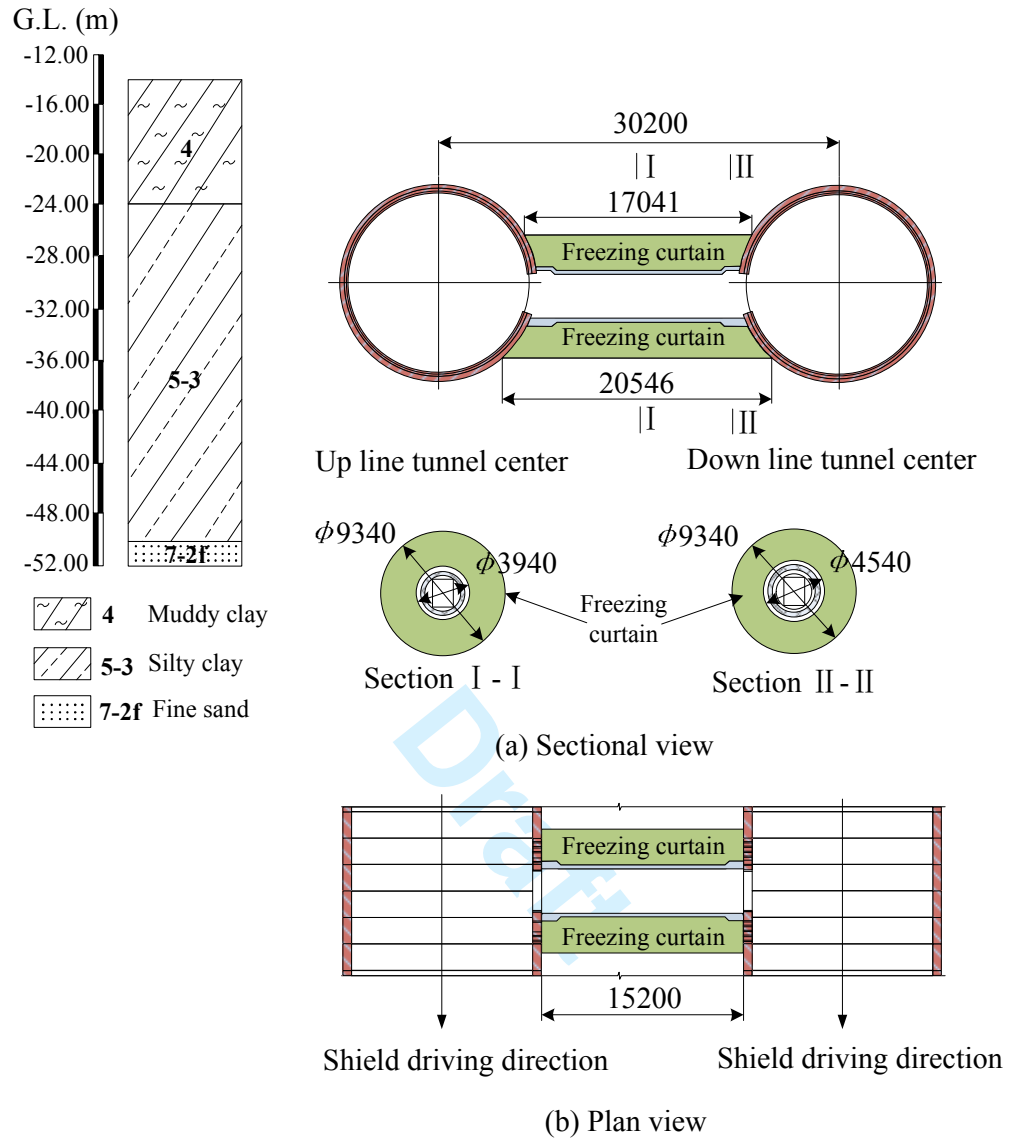 G.L. (m)
-12.00
-16.00
-20.00
-24.00
-28.00
-32.00
-36.00
-40.00
-44.00
-48.00
-52.00
4
5-3
7-2f
4 Muddy clay
5-3 Silty clay
7-2f Fine sand
30200
Ⅰ Ⅱ
17041
Freezing curtain
Freezing curtain
20546
Ⅰ Ⅱ
Up line tunnel center
Down line tunnel center
ϕ9340
ϕ3940
ϕ9340
ϕ4540
Freezing
curtain
Section Ⅰ - Ⅰ
Section Ⅱ - Ⅱ
(a) Sectional view
Draft
Freezing curtain
Freezing curtain
15200
Shield driving direction
Shield driving direction
(b) Plan view